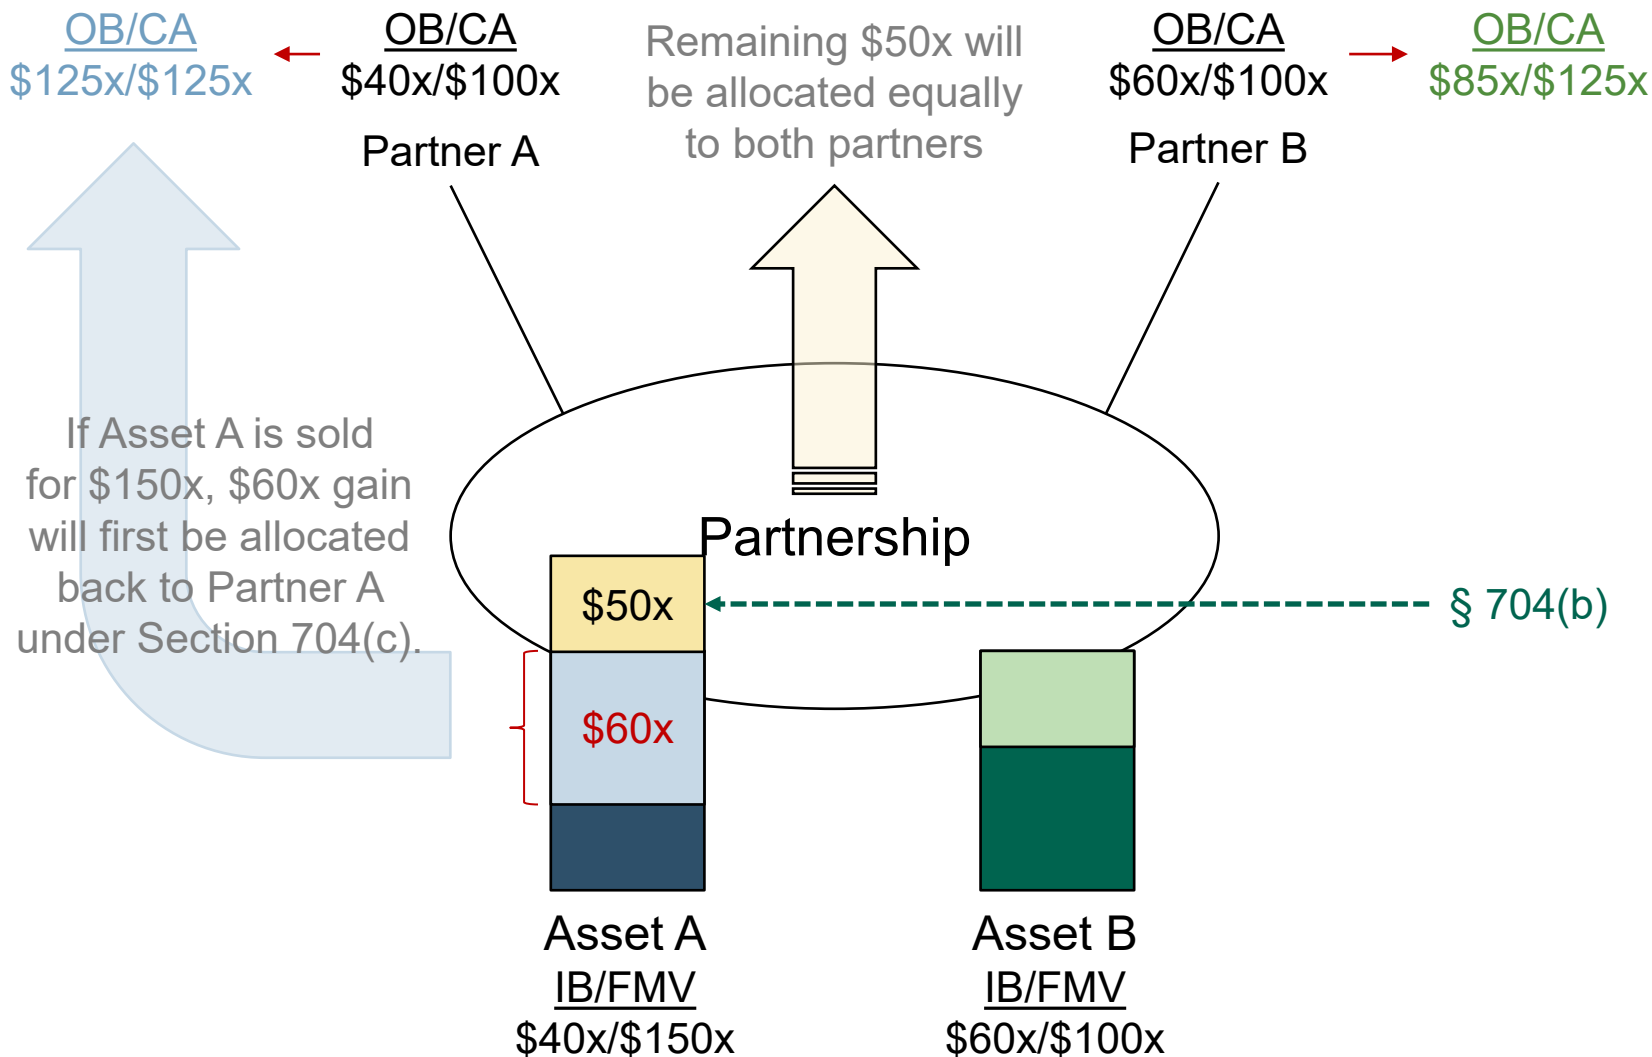 OB/CA
$125x/$125x
OB/CA
$40x/$100x
Partner A
Remaining $50x will
be allocated equally
to both partners
OB/CA
$60x/$100x
Partner B
OB/CA
$85x/$125x
If Asset A is sold
for $150x, $60x gain
will first be allocated
back to Partner A
under Section 704(c).
Partnership
$50x
§ 704(b)
$60x
Asset A
IB/FMV
$40x/$150x
Asset B
IB/FMV
$60x/$100x